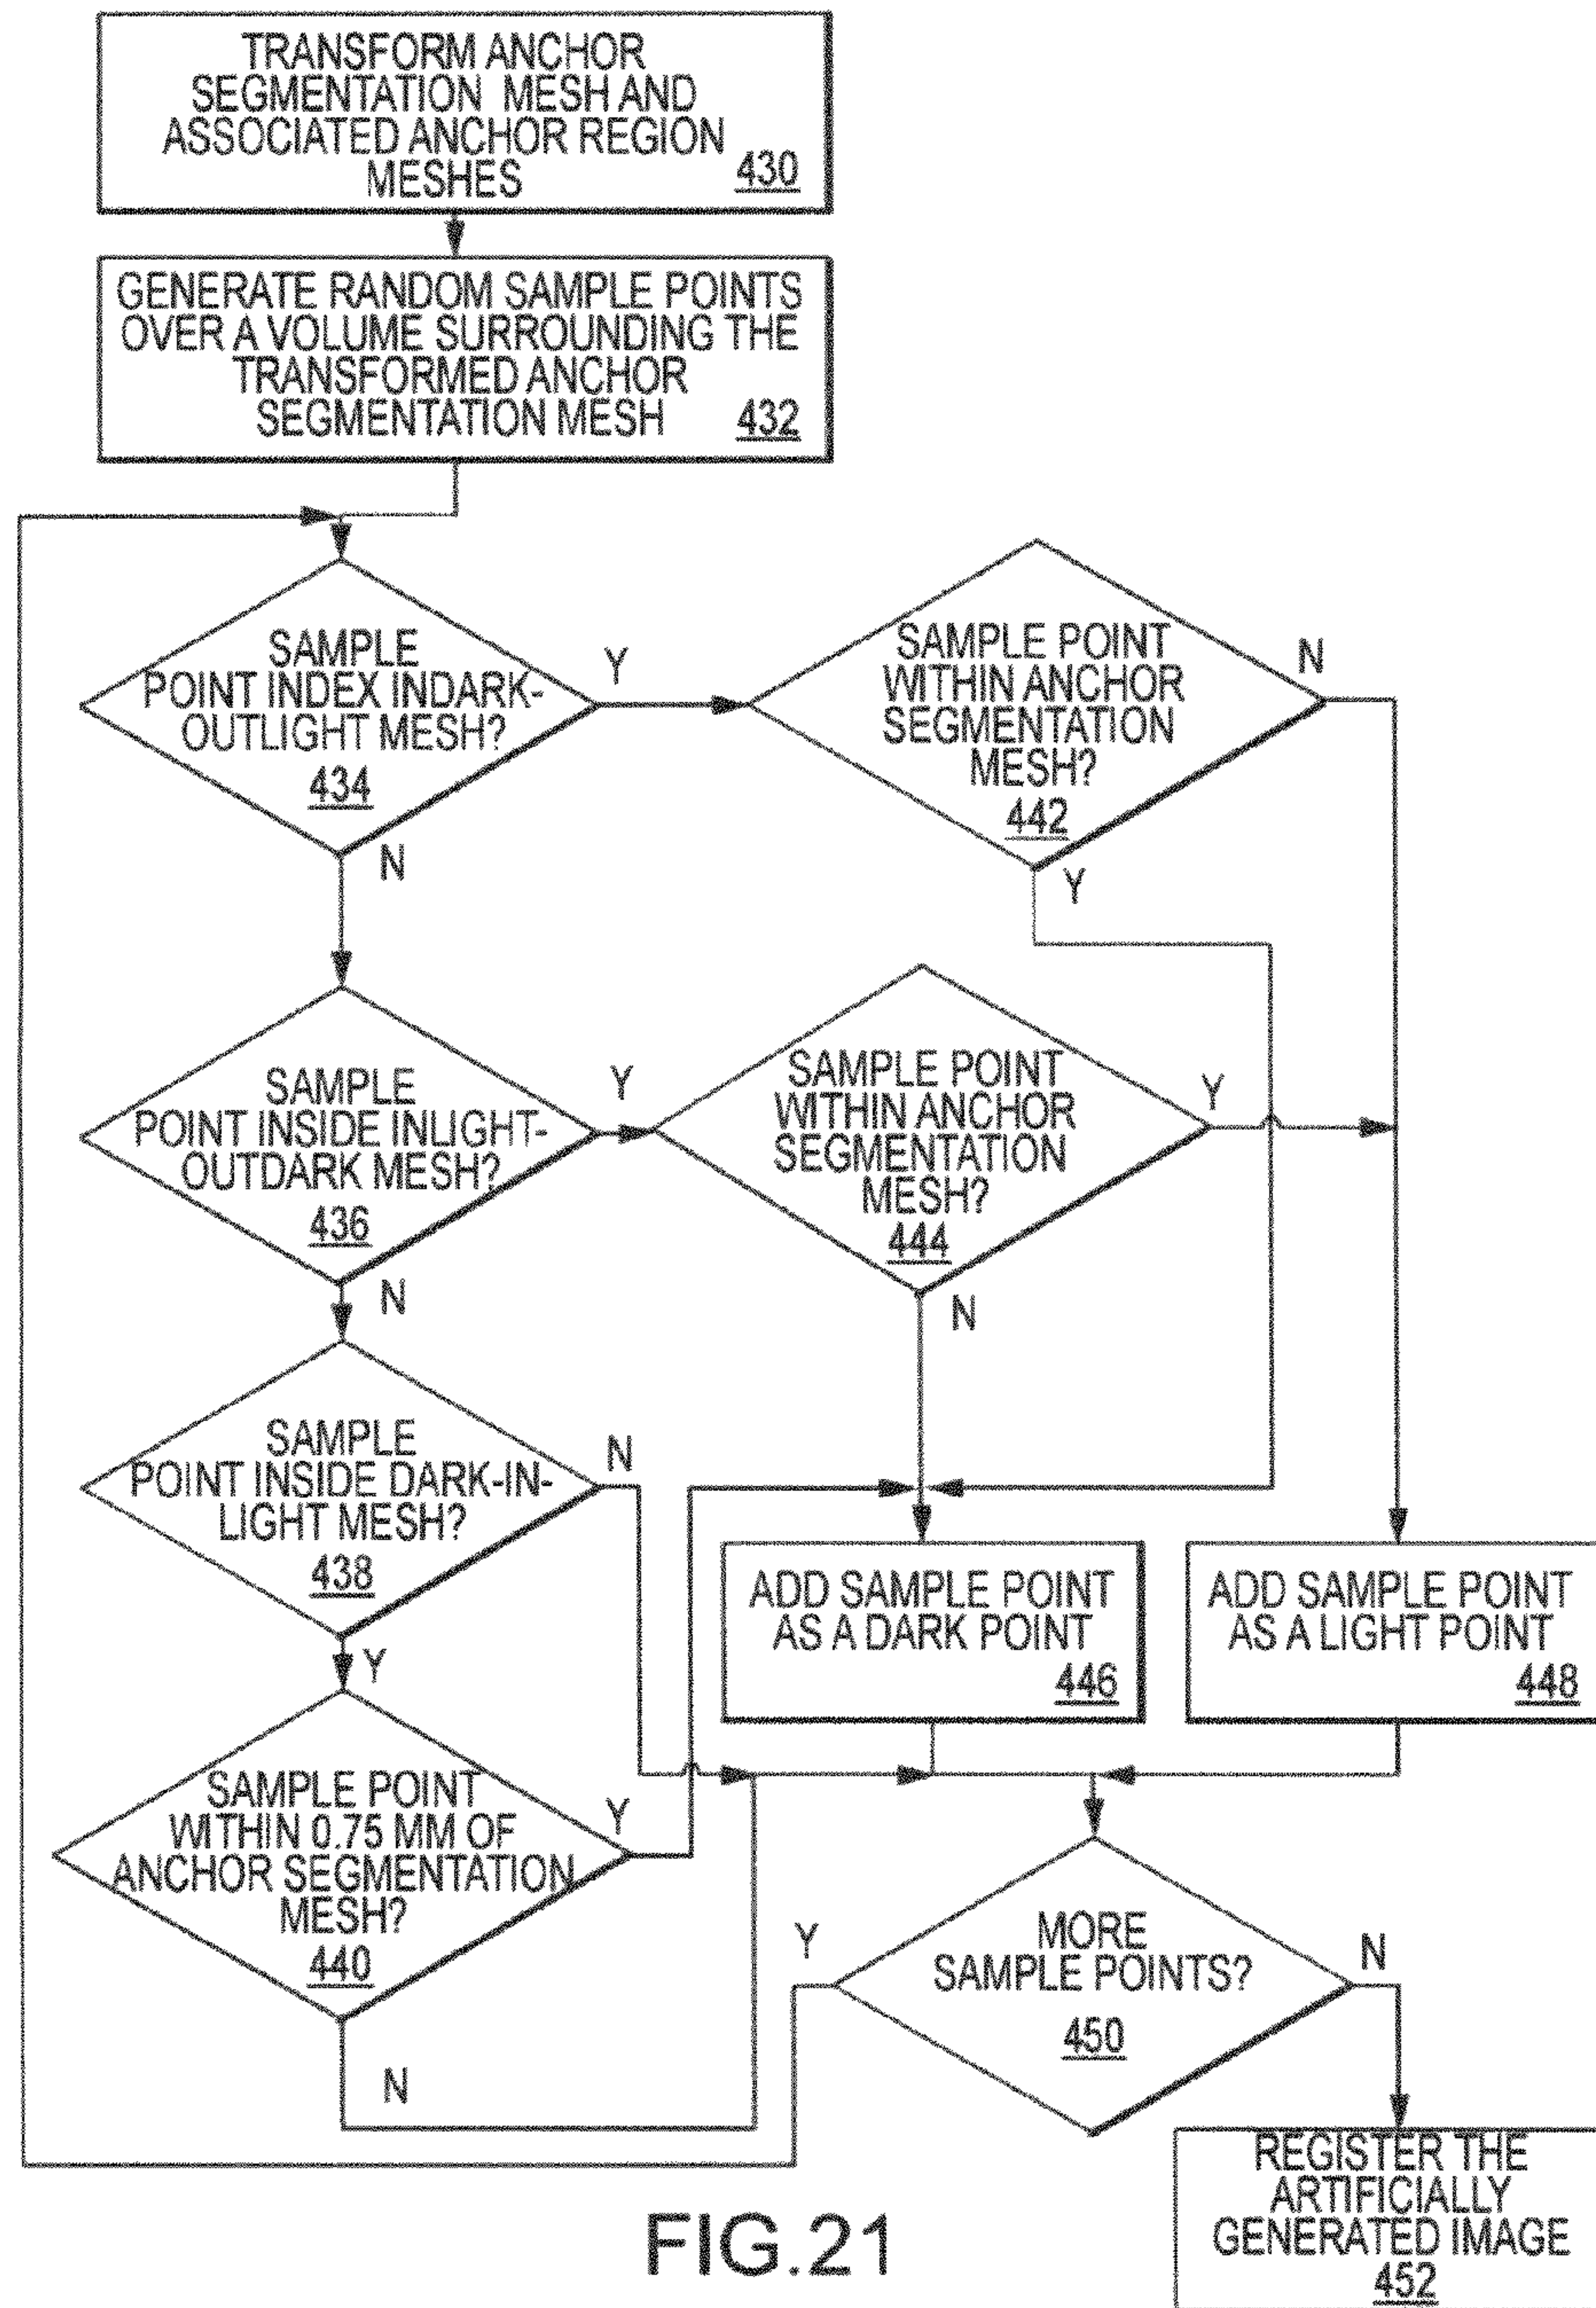 TRANSFORM ANCHOR
SEGMENTATION MESH AND
ASSOCIATED ANCHOR REGION
MESHES
430
GENERATE RANDOM SAMPLE POINTS
OVER A VOLUME SURROUNDING THE
TRANSFORMED ANCHOR
SEGMENTATION MESH
432
SAMPLE
POINT INDEX INDARK-
OUTLIGHT MESH?
434
Y
N
SAMPLE POINT
WITHIN ANCHOR
SEGMENTATION
MESH?
442
N
Y
SAMPLE
POINT INSIDE INLIGHT-
OUTDARK MESH?
436
Y
N
SAMPLE POINT
WITHIN ANCHOR
SEGMENTATION
MESH?
444
Y
N
SAMPLE
POINT INSIDE DARK-IN-
LIGHT MESH?
438
N
Y
ADD SAMPLE POINT
AS A DARK POINT
446
ADD SAMPLE POINT
AS A LIGHT POINT
448
SAMPLE POINT
WITHIN 0.75 MM OF
ANCHOR SEGMENTATION
MESH?
440
Y
N
MORE
SAMPLE POINTS?
450
Y
N
REGISTER THE
ARTIFICIALLY
GENERATED IMAGE
452
FIG.21